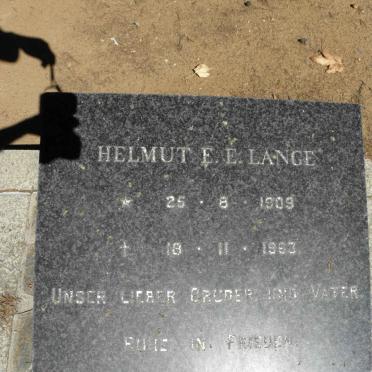 HELMUT E. E. LANGE
* 25 · 8 · 1909
† 18 · 11 · 1993
UNSER LIEBER BRUDER UND VATER
RUHE IN FRIEDEN